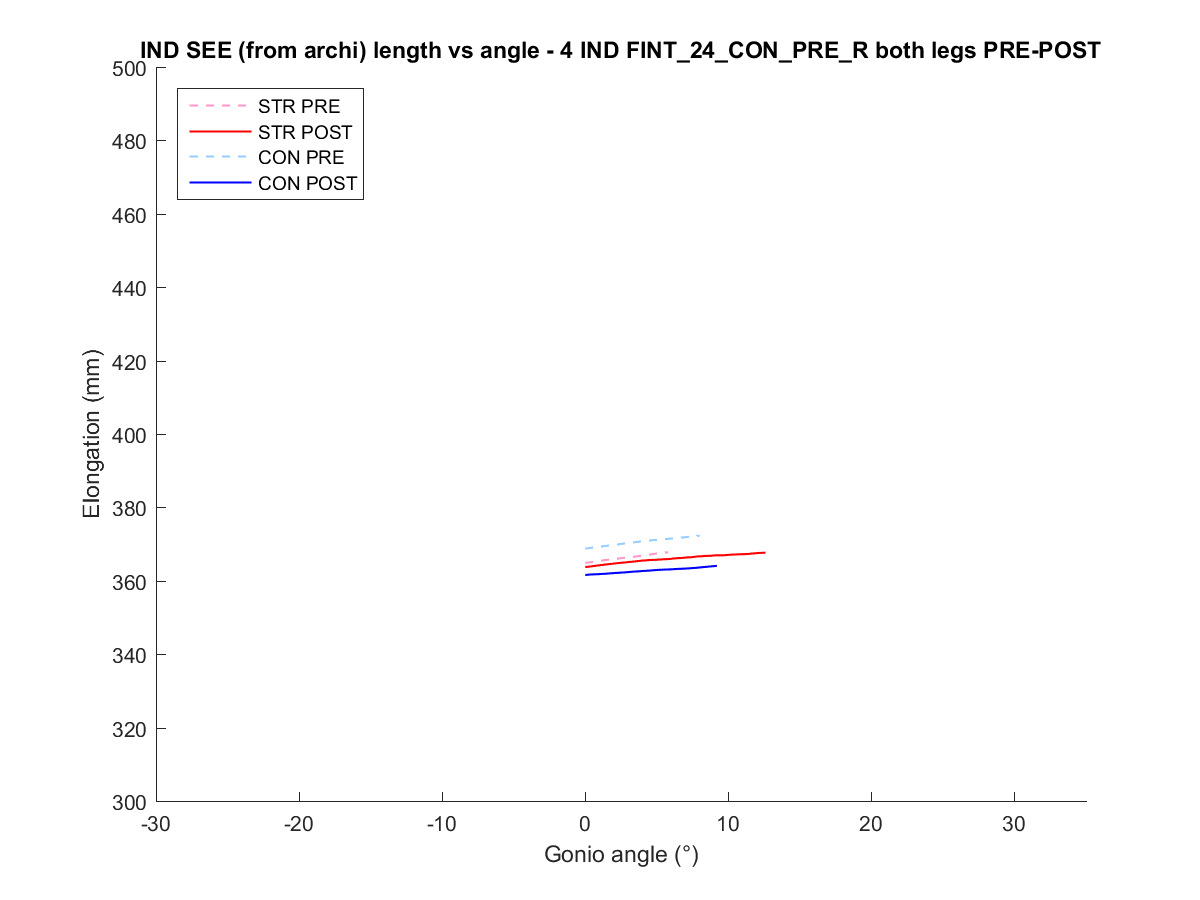 IND SEE (from archi) length vs angle - 4 IND FINT_24_CON_PRE_R both legs PRE-POST
500
480
460
440
420
400
380
360
340
320
300
STR PRE
STR POST
CON PRE
CON POST
Elongation (mm)
-30 -20 -10 0 10 20 30
Gonio angle (°)